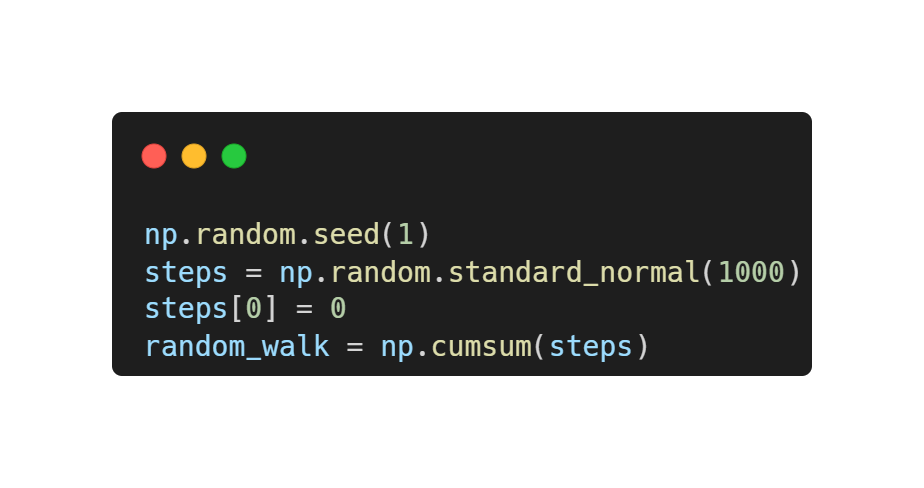 np.random.seed(1)
steps = np.random.standard_normal(1000)
steps[0] = 0
random_walk = np.cumsum(steps)